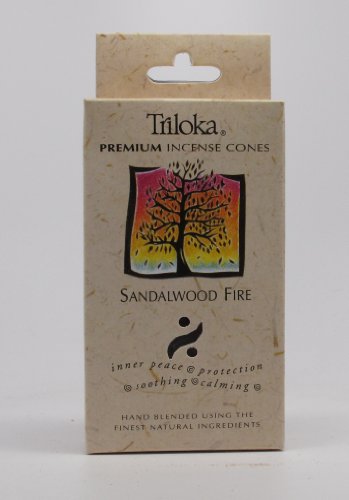 Triloka®
PREMIUM INCENSE CONES
SANDALWOOD FIRE
inner peace @ protection
@ soothing @ calming @
HAND BLENDED USING THE
FINEST NATURAL INGREDIENTS